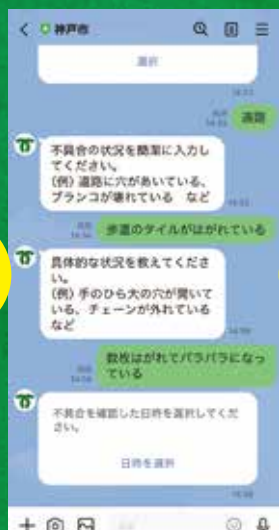 神戸市
選択
道路
不具合の状況を簡潔に入力し
てください。
(例) 道路に穴があいている、
ブランコが壊れている など
歩道のタイルがはがれている
具体的な状況を教えてくださ
い。
(例) 手のひら大の穴が開いて
いる、チェーンが外れている
など
数枚はがれてバラバラになっ
ている
不具合を確認した日時を選択してくだ
さい。
日時を選択